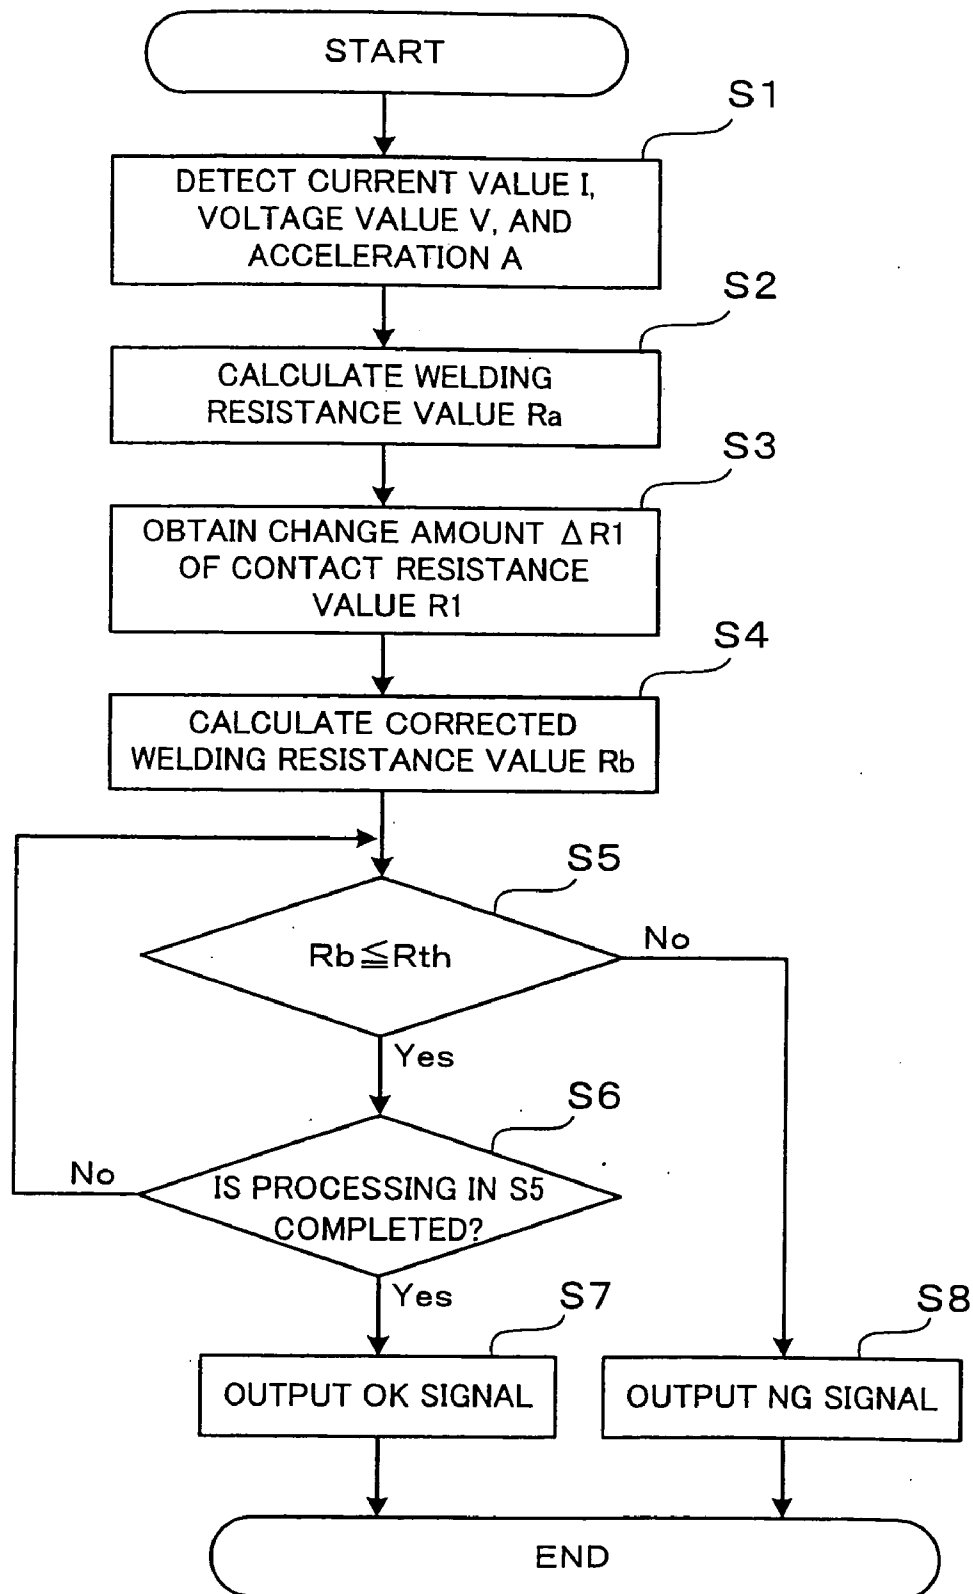 START
S1
DETECT CURRENT VALUE I,
VOLTAGE VALUE V, AND
ACCELERATION A
S2
CALCULATE WELDING
RESISTANCE VALUE Ra
S3
OBTAIN CHANGE AMOUNT ΔR1
OF CONTACT RESISTANCE
VALUE R1
S4
CALCULATE CORRECTED
WELDING RESISTANCE VALUE Rb
S5
Rb≦Rth
No
Yes
S6
No
IS PROCESSING IN S5
COMPLETED?
Yes
S7
S8
OUTPUT OK SIGNAL
OUTPUT NG SIGNAL
END